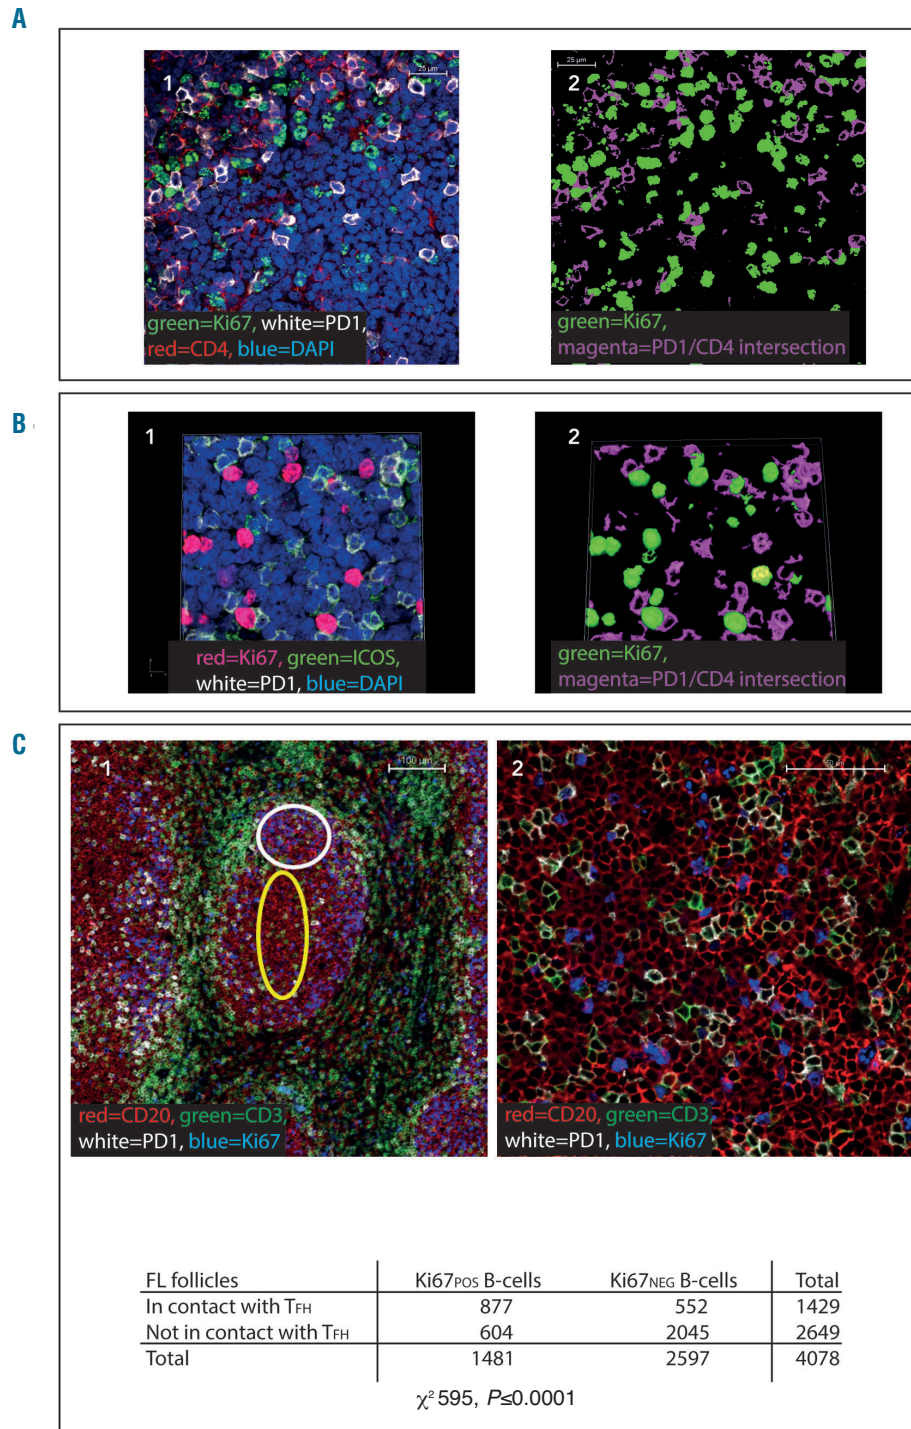 A
1
25 µm
green=Ki67, white=PD1,
red=CD4, blue=DAPI
25 µm
2
green=Ki67,
magenta=PD1/CD4 intersection
B
1
red=Ki67, green=ICOS,
white=PD1, blue=DAPI
2
green=Ki67,
magenta=PD1/CD4 intersection
C
1
100 µm
red=CD20, green=CD3,
white=PD1, blue=Ki67
2
50 µm
red=CD20, green=CD3,
white=PD1, blue=Ki67
FL follicles Ki67POS B-cells Ki67NEG B-cells Total
In contact with TFH 877 552 1429
Not in contact with TFH 604 2045 2649
Total 1481 2597 4078
χ² 595, P≤0.0001